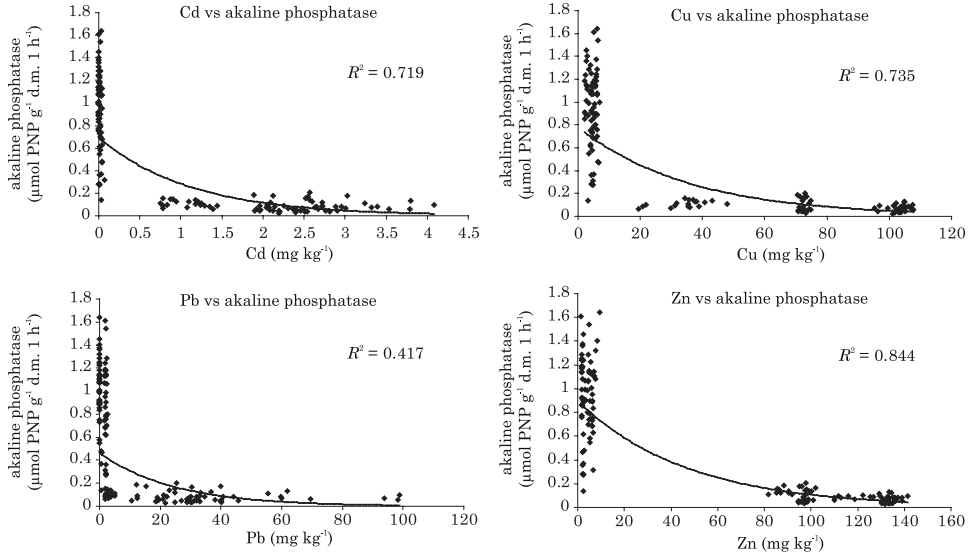 Cd vs akaline phosphatase
akaline phosphatase
(µmol PNP g⁻¹ d.m. 1 h⁻¹)
1.8
1.6
1.4
1.2
1
0.8
0.6
0.4
0.2
0
R² = 0.719
0 0.5 1 1.5 2 2.5 3 3.5 4 4.5
Cd (mg kg⁻¹)
Cu vs akaline phosphatase
akaline phosphatase
(µmol PNP g⁻¹ d.m. 1 h⁻¹)
1.8
1.6
1.4
1.2
1
0.8
0.6
0.4
0.2
0
R² = 0.735
0 20 40 60 80 100 120
Cu (mg kg⁻¹)
Pb vs akaline phosphatase
akaline phosphatase
(µmol PNP g⁻¹ d.m. 1 h⁻¹)
1.8
1.6
1.4
1.2
1
0.8
0.6
0.4
0.2
0
R² = 0.417
0 20 40 60 80 100 120
Pb (mg kg⁻¹)
Zn vs akaline phosphatase
akaline phosphatase
(µmol PNP g⁻¹ d.m. 1 h⁻¹)
1.8
1.6
1.4
1.2
1
0.8
0.6
0.4
0.2
0
R² = 0.844
0 20 40 60 80 100 120 140 160
Zn (mg kg⁻¹)